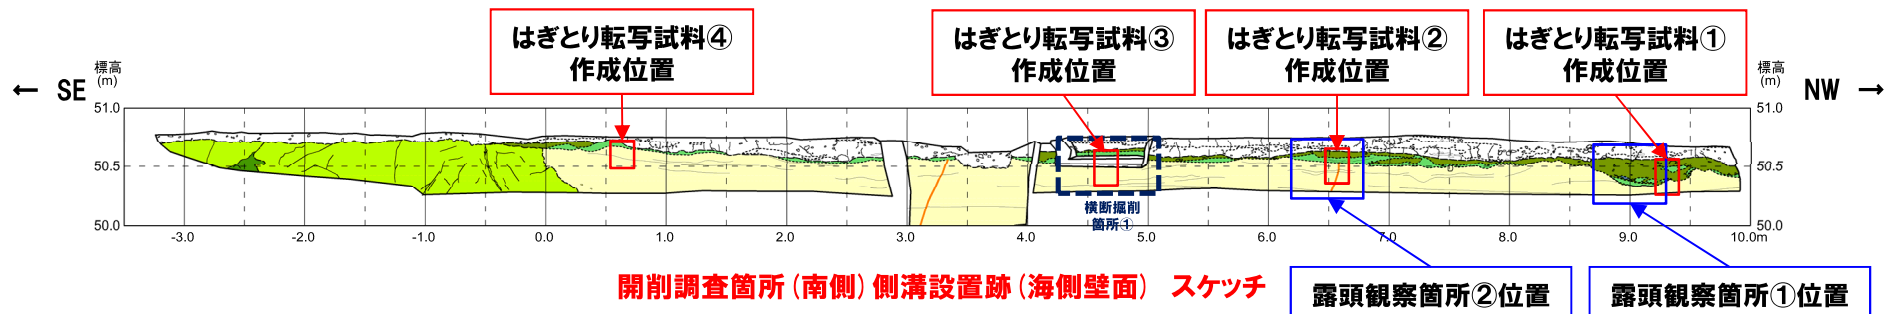 はぎとり転写試料④
作成位置
はぎとり転写試料③
作成位置
はぎとり転写試料②
作成位置
はぎとり転写試料①
作成位置
← SE
標高
(m)
標高
(m)
NW →
51.0
50.5
50.0
51.0
50.5
50.0
横断掘削
箇所①
-3.0 -2.0 -1.0 0.0 1.0 2.0 3.0 4.0 5.0 6.0 7.0 8.0 9.0 10.0m
開削調査箇所(南側)側溝設置跡(海側壁面) スケッチ
露頭観察箇所②位置
露頭観察箇所①位置